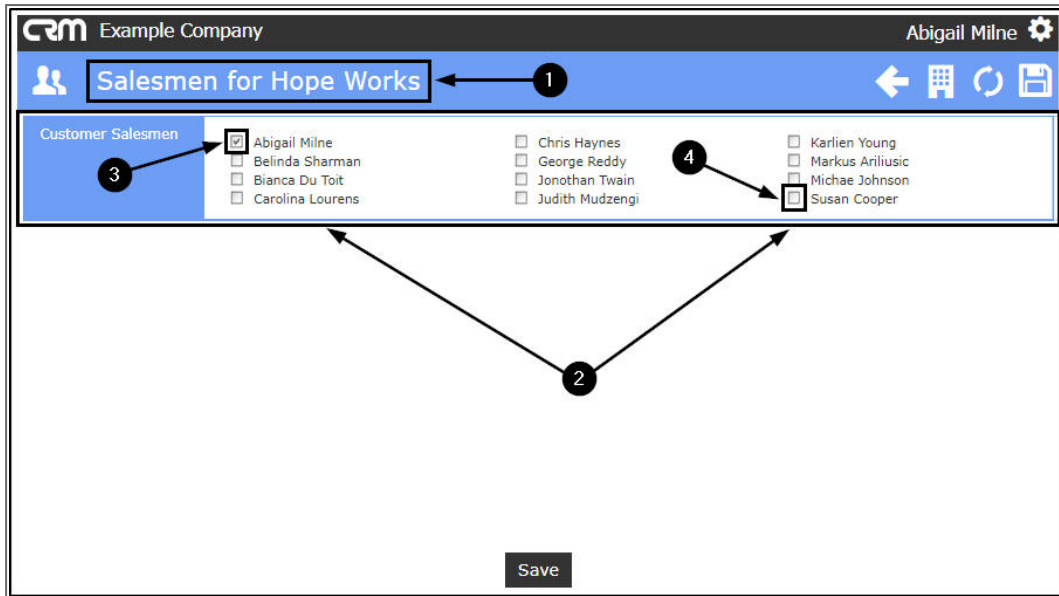 CRM Example Company
Abigail Milne
Salesmen for Hope Works
1
Customer Salesmen
Abigail Milne
Belinda Sharman
Bianca Du Toit
Carolina Lourens
Chris Haynes
George Reddy
Jonothan Twain
Judith Mudzengi
Karlien Young
Markus Ariliusic
Michae Johnson
Susan Cooper
3
4
2
Save